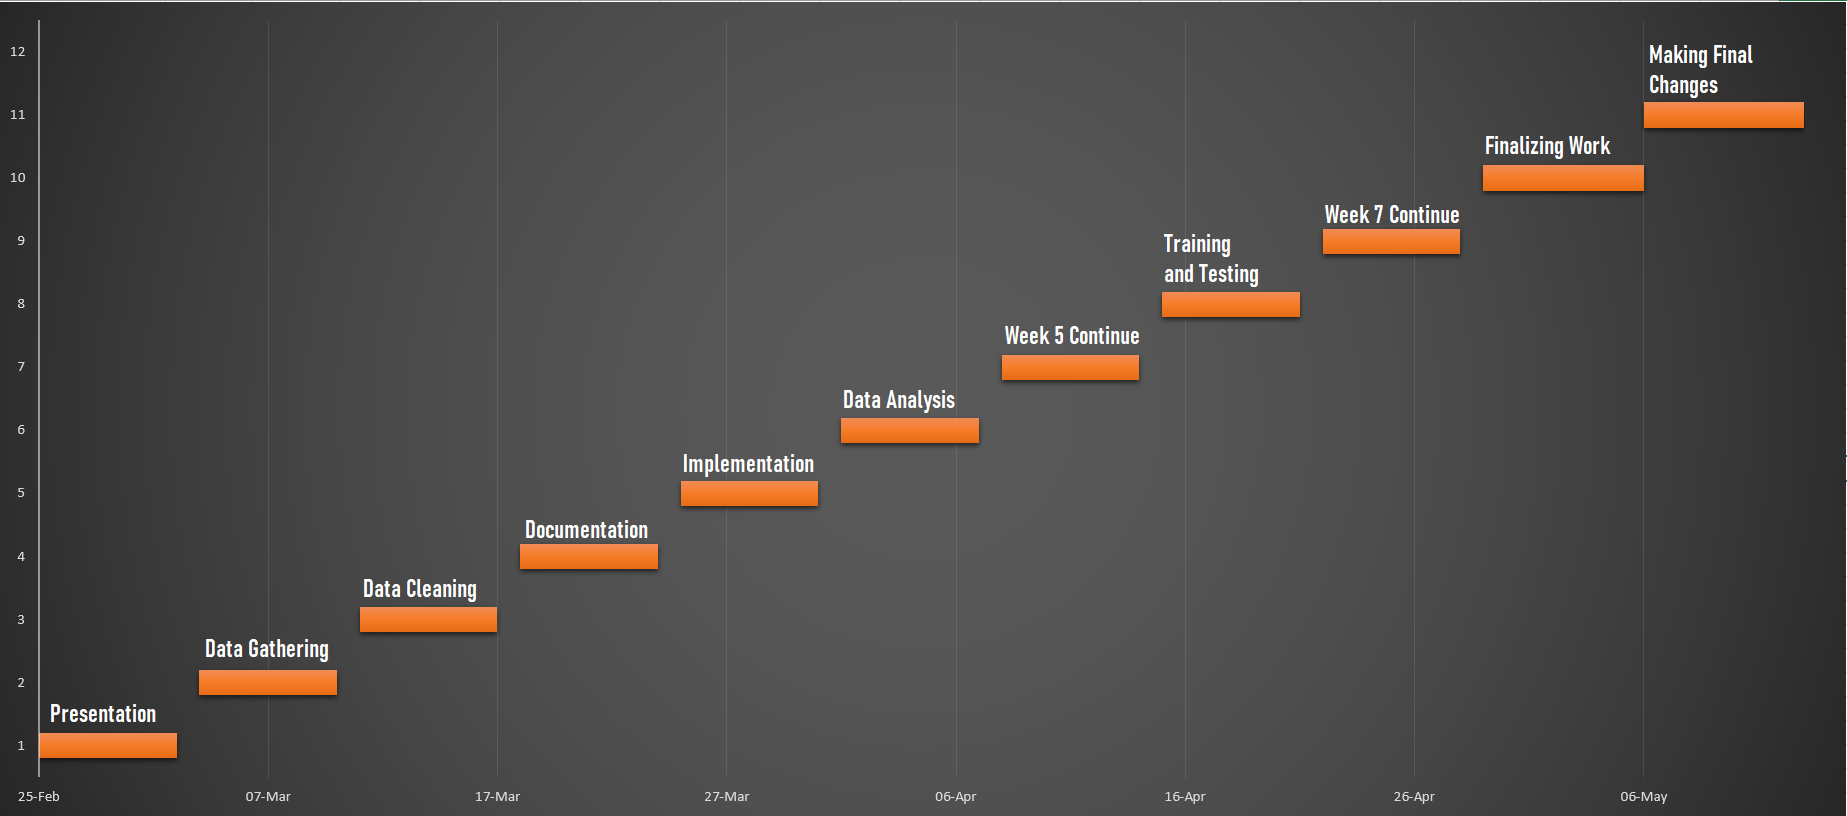 12
Making Final
Changes
11
Finalizing Work
10
Week 7 Continue
9
Training
and Testing
8
Week 5 Continue
7
Data Analysis
6
Implementation
5
Documentation
4
Data Cleaning
3
Data Gathering
2
Presentation
1
25-Feb 07-Mar 17-Mar 27-Mar 06-Apr 16-Apr 26-Apr 06-May